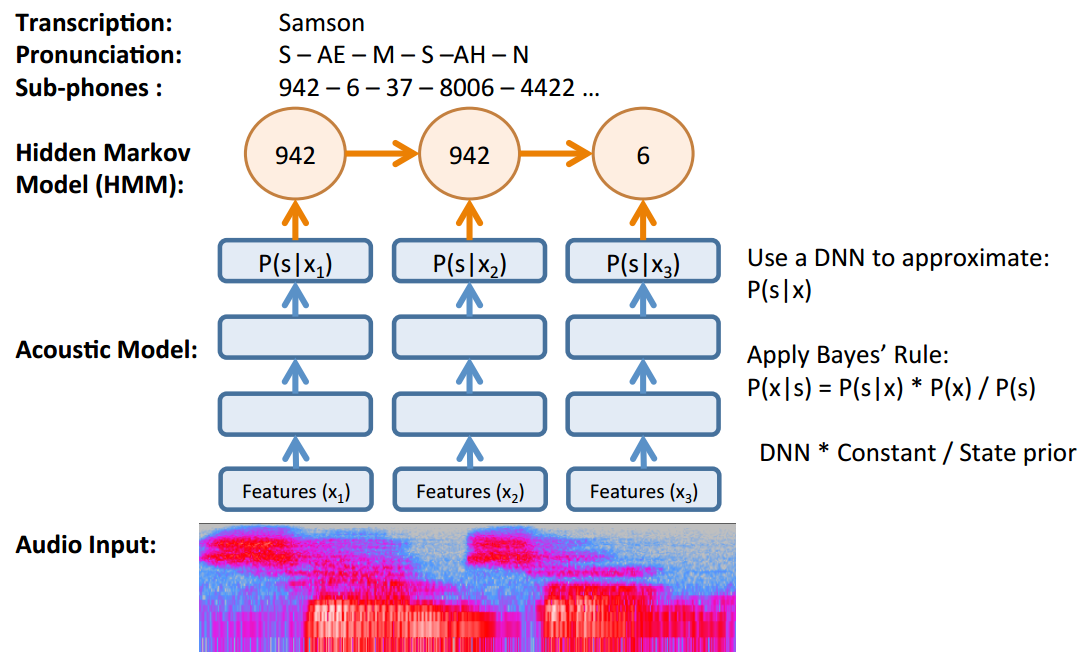 Transcription: Samson
Pronunciation: S – AE – M – S –AH – N
Sub-phones : 942 – 6 – 37 – 8006 – 4422 ...
Hidden Markov
Model (HMM):
942 942 6
P(s|x₁) P(s|x₂) P(s|x₃)
Use a DNN to approximate:
P(s|x)
Acoustic Model:
Apply Bayes’ Rule:
P(x|s) = P(s|x) * P(x) / P(s)
DNN * Constant / State prior
Features (x₁) Features (x₂) Features (x₃)
Audio Input: